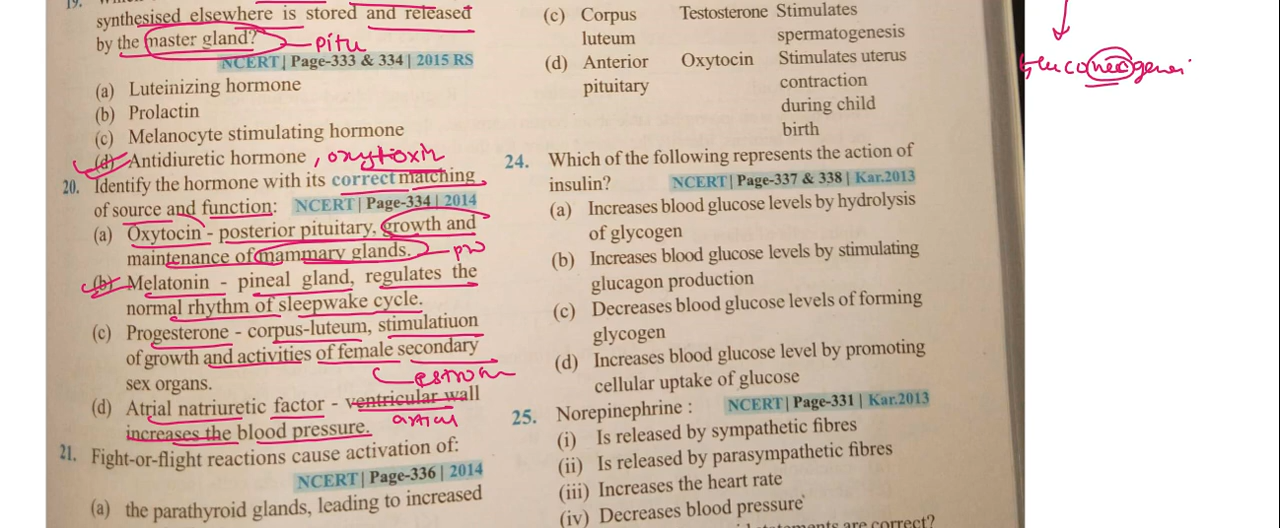 synthesised elsewhere is stored and released
by the master gland? pitu
NCERT | Page-333 & 334 | 2015 RS
(a) Luteinizing hormone
(b) Prolactin
(c) Melanocyte stimulating hormone
(d) Antidiuretic hormone , oxytoxin
20. Identify the hormone with its correct matching
of source and function: NCERT | Page-334 | 2014
(a) Oxytocin - posterior pituitary, growth and
maintenance of mammary glands. pro
(b) Melatonin - pineal gland, regulates the
normal rhythm of sleepwake cycle.
(c) Progesterone - corpus-luteum, stimulatiuon
of growth and activities of female secondary
sex organs.
(d) Atrial natriuretic factor - ventricular wall
increases the blood pressure.
21. Fight-or-flight reactions cause activation of:
NCERT | Page-336 | 2014
(a) the parathyroid glands, leading to increased
(c) Corpus luteum Testosterone Stimulates
spermatogenesis
(d) Anterior pituitary Oxytocin Stimulates uterus
contraction
during child
birth
24. Which of the following represents the action of
insulin? NCERT | Page-337 & 338 | Kar.2013
(a) Increases blood glucose levels by hydrolysis
of glycogen
(b) Increases blood glucose levels by stimulating
glucagon production
(c) Decreases blood glucose levels of forming
glycogen
(d) Increases blood glucose level by promoting
cellular uptake of glucose
25. Norepinephrine : NCERT | Page-331 | Kar.2013
(i) Is released by sympathetic fibres
(ii) Is released by parasympathetic fibres
(iii) Increases the heart rate
(iv) Decreases blood pressure
are correct?